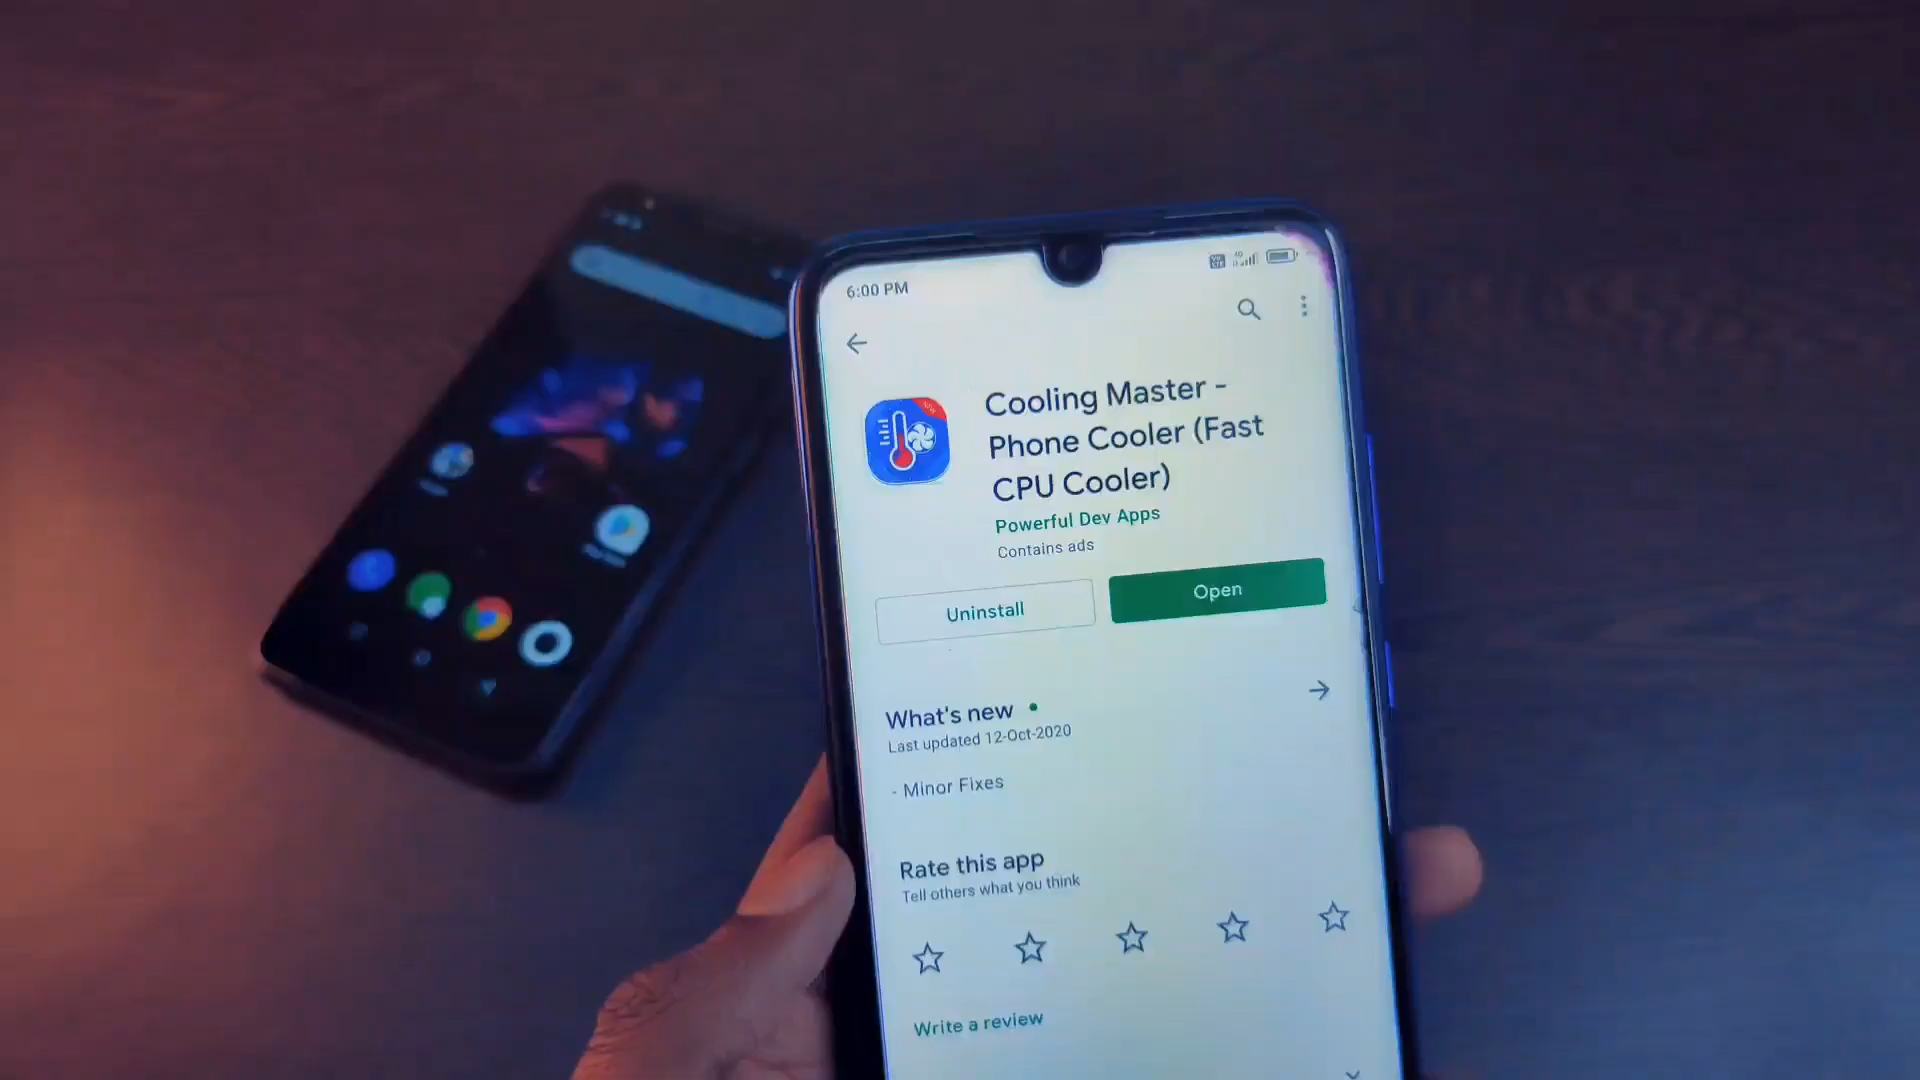 6:00 PM
Cooling Master -
Phone Cooler (Fast
CPU Cooler)
Powerful Dev Apps
Contains ads
Uninstall
Open
What's new
Last updated 12-Oct-2020
- Minor Fixes
Rate this app
Tell others what you think
Write a review